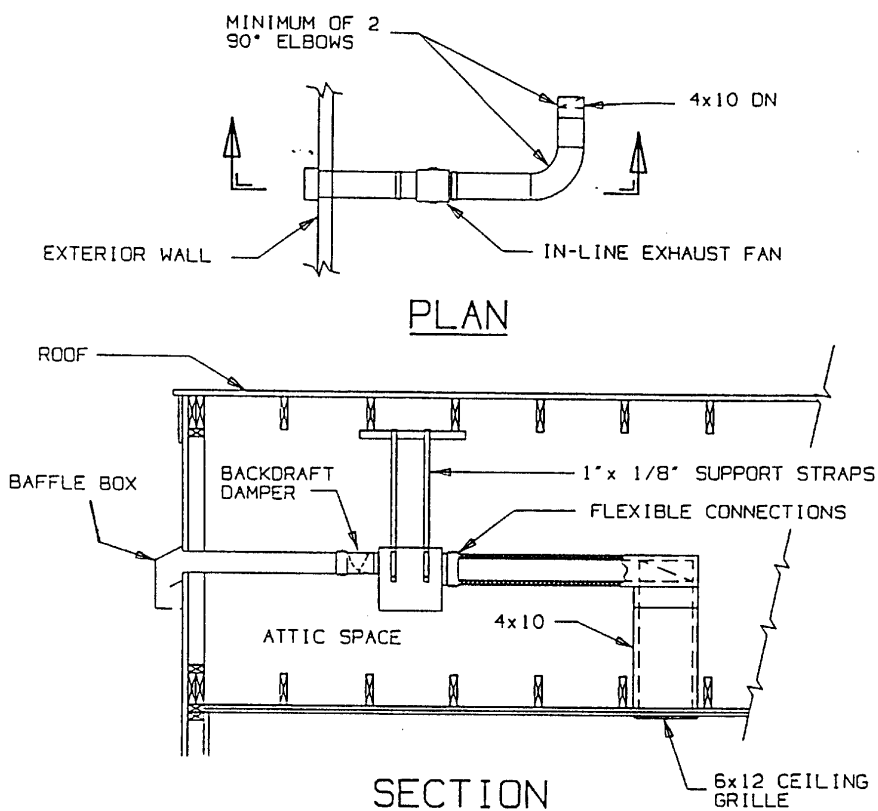 MINIMUM OF 2
90° ELBOWS
4x10 DN
EXTERIOR WALL
IN-LINE EXHAUST FAN
PLAN
ROOF
BAFFLE BOX
BACKDRAFT
DAMPER
1"x 1/8" SUPPORT STRAPS
FLEXIBLE CONNECTIONS
4x10
ATTIC SPACE
6x12 CEILING
GRILLE
SECTION